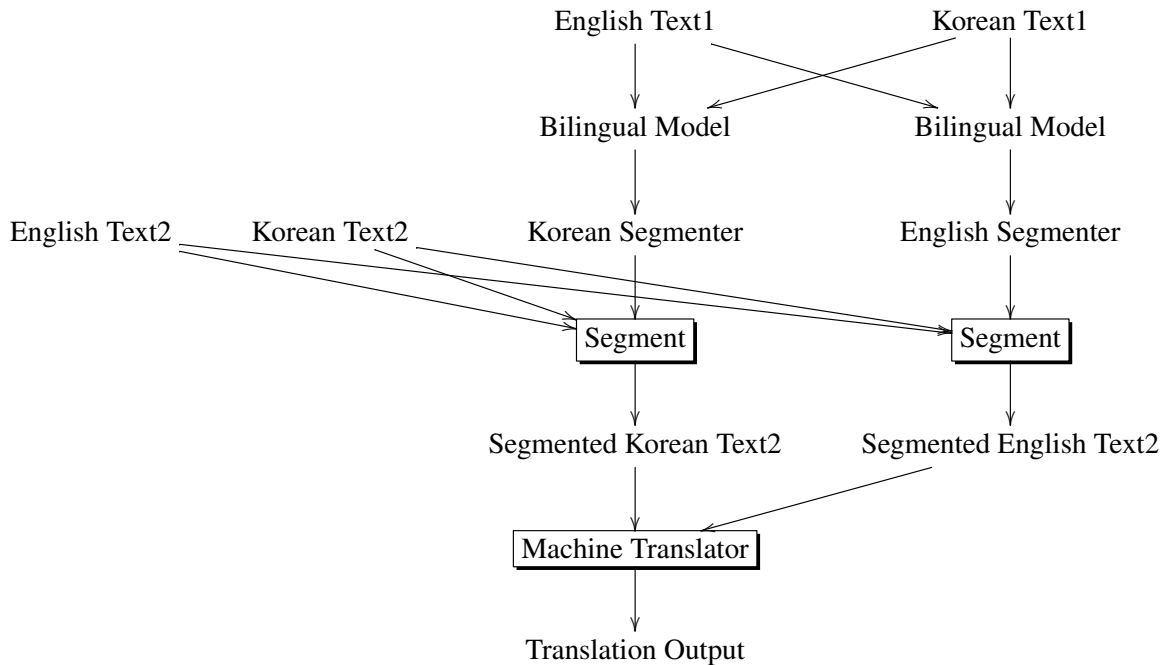 English Text1 Korean Text1
Bilingual Model Bilingual Model
English Text2 Korean Text2 Korean Segmenter English Segmenter
Segment Segment
Segmented Korean Text2 Segmented English Text2
Machine Translator
Translation Output